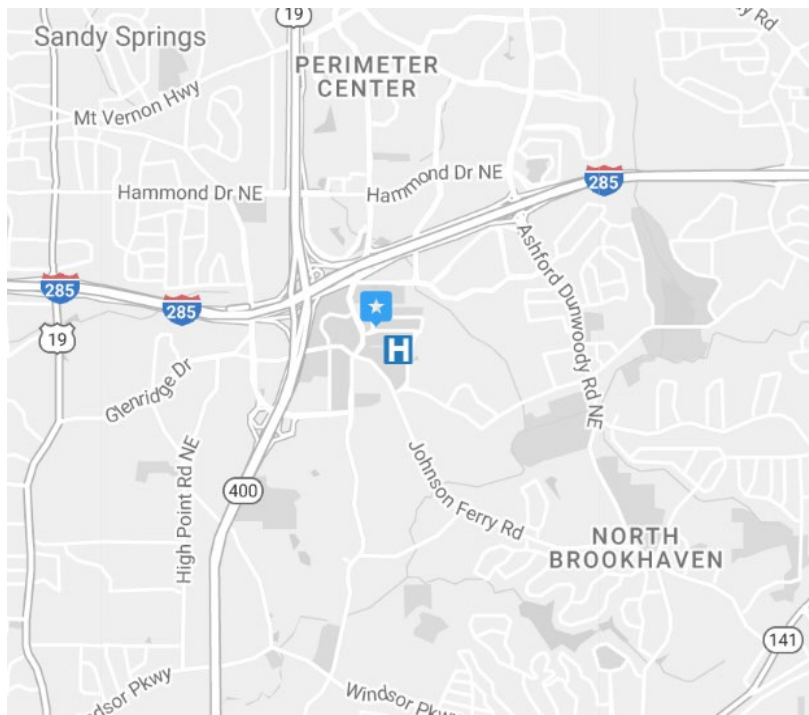 19
Sandy Springs
PERIMETER
CENTER
y Rd
Mt Vernon Hwy
Hammond Dr NE
Hammond Dr NE
285
285
285
19
Ashford Dunwoody Rd NE
H
Glenridge Dr
High Point Rd NE
400
Johnson Ferry Rd
NORTH
BROOKHAVEN
141
dsor Pkwy
Windsor Pkwy